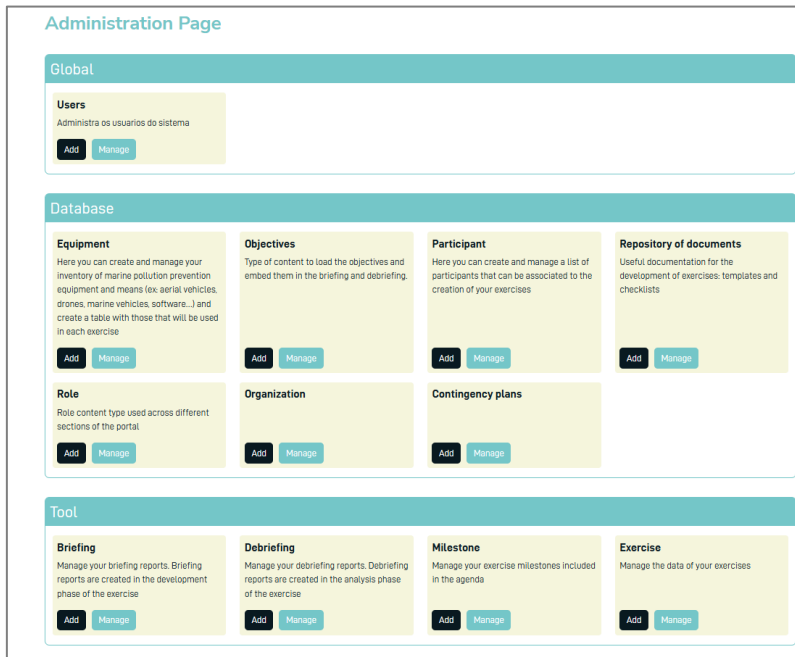 Administration Page
Global
Users
Administra os usuarios do sistema
Add
Manage
Database
Equipment
Here you can create and manage your
inventory of marine pollution prevention
equipment and means (ex: aerial vehicles,
drones, marine vehicles, software...) and
create a table with those that will be used
in each exercise
Add
Manage
Objectives
Type of content to load the objectives and
embed them in the briefing and debriefing.
Add
Manage
Participant
Here you can create and manage a list of
participants that can be associated to the
creation of your exercises
Add
Manage
Repository of documents
Useful documentation for the
development of exercises: templates and
checklists
Add
Manage
Role
Role content type used across different
sections of the portal
Add
Manage
Organization
Add
Manage
Contingency plans
Add
Manage
Tool
Briefing
Manage your briefing reports. Briefing
reports are created in the development
phase of the exercise
Add
Manage
Debriefing
Manage your debriefing reports. Debriefing
reports are created in the analysis phase
of the exercise
Add
Manage
Milestone
Manage your exercise milestones included
in the agenda
Add
Manage
Exercise
Manage the data of your exercises
Add
Manage